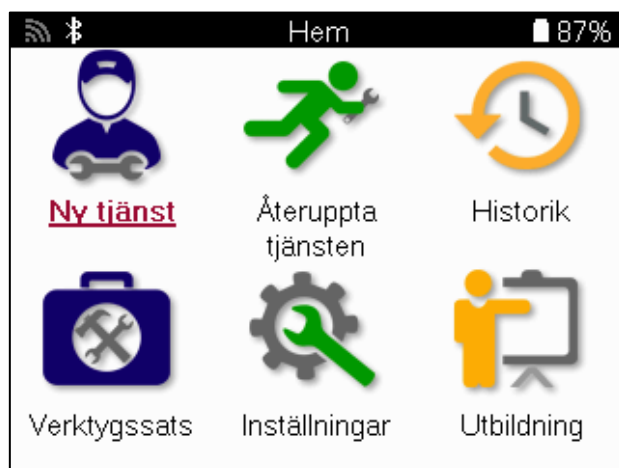 Hem 87%
Ny tjänst
Återuppta
tjänsten
Historik
Verktygssats
Inställningar
Utbildning